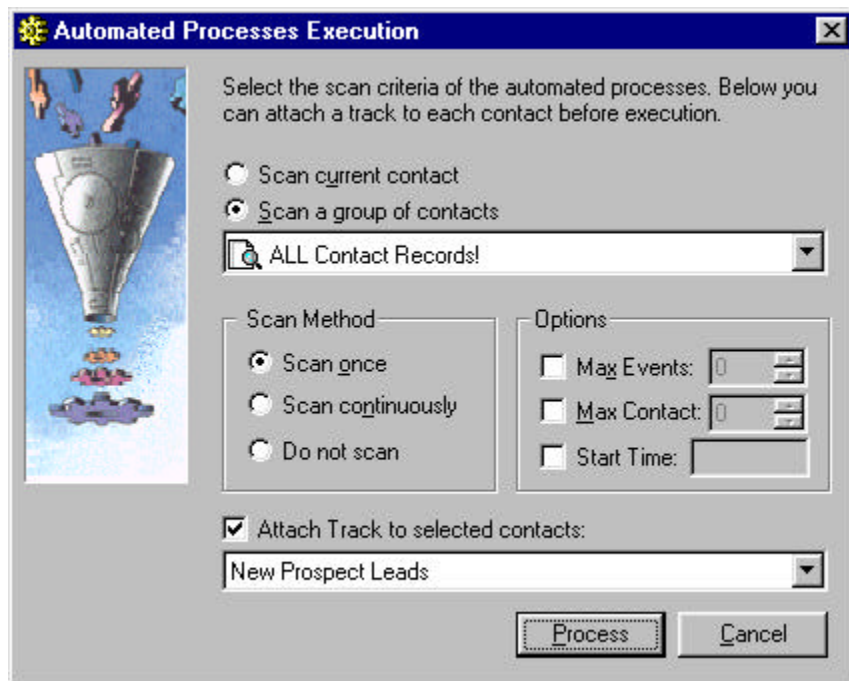 Automated Processes Execution
Select the scan criteria of the automated processes. Below you
can attach a track to each contact before execution.
Scan current contact
Scan a group of contacts
ALL Contact Records!
Scan Method
Scan once
Scan continuously
Do not scan
Options
Max Events: 0
Max Contact: 0
Start Time:
Attach Track to selected contacts:
New Prospect Leads
Process Cancel